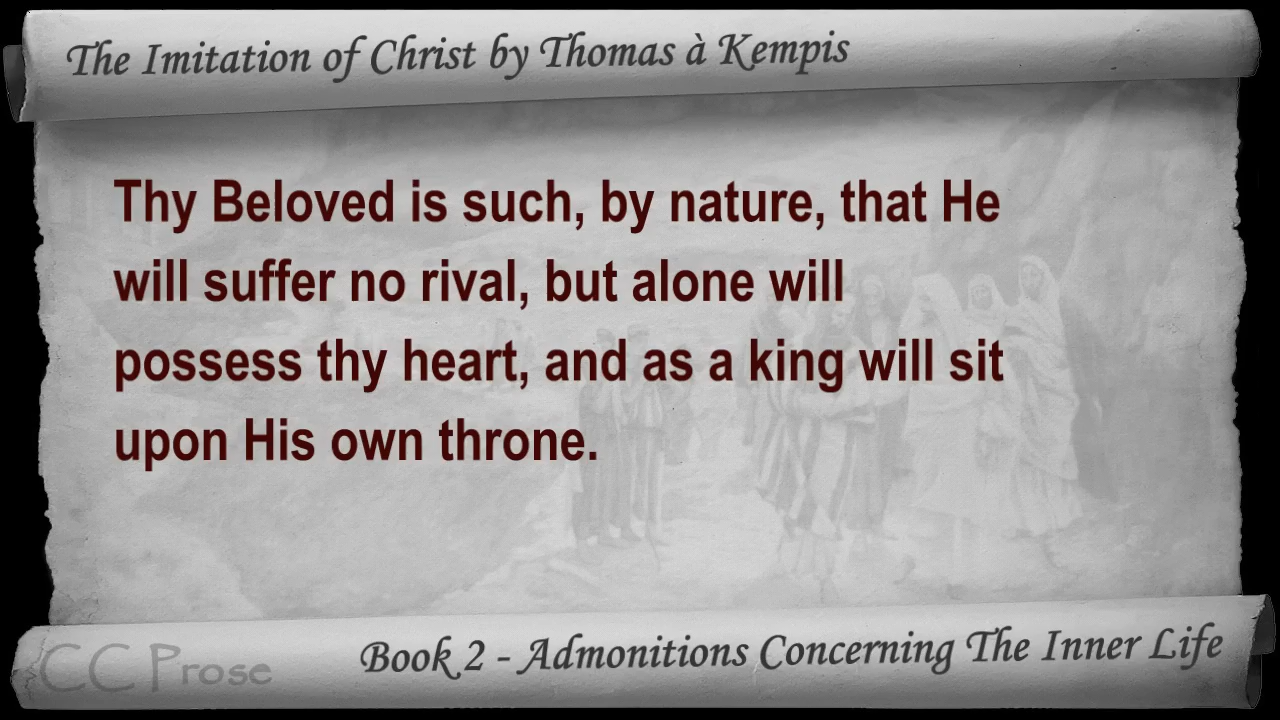 The Imitation of Christ by Thomas à Kempis
Thy Beloved is such, by nature, that He
will suffer no rival, but alone will
possess thy heart, and as a king will sit
upon His own throne.
CC Prose
Book 2 - Admonitions Concerning The Inner Life